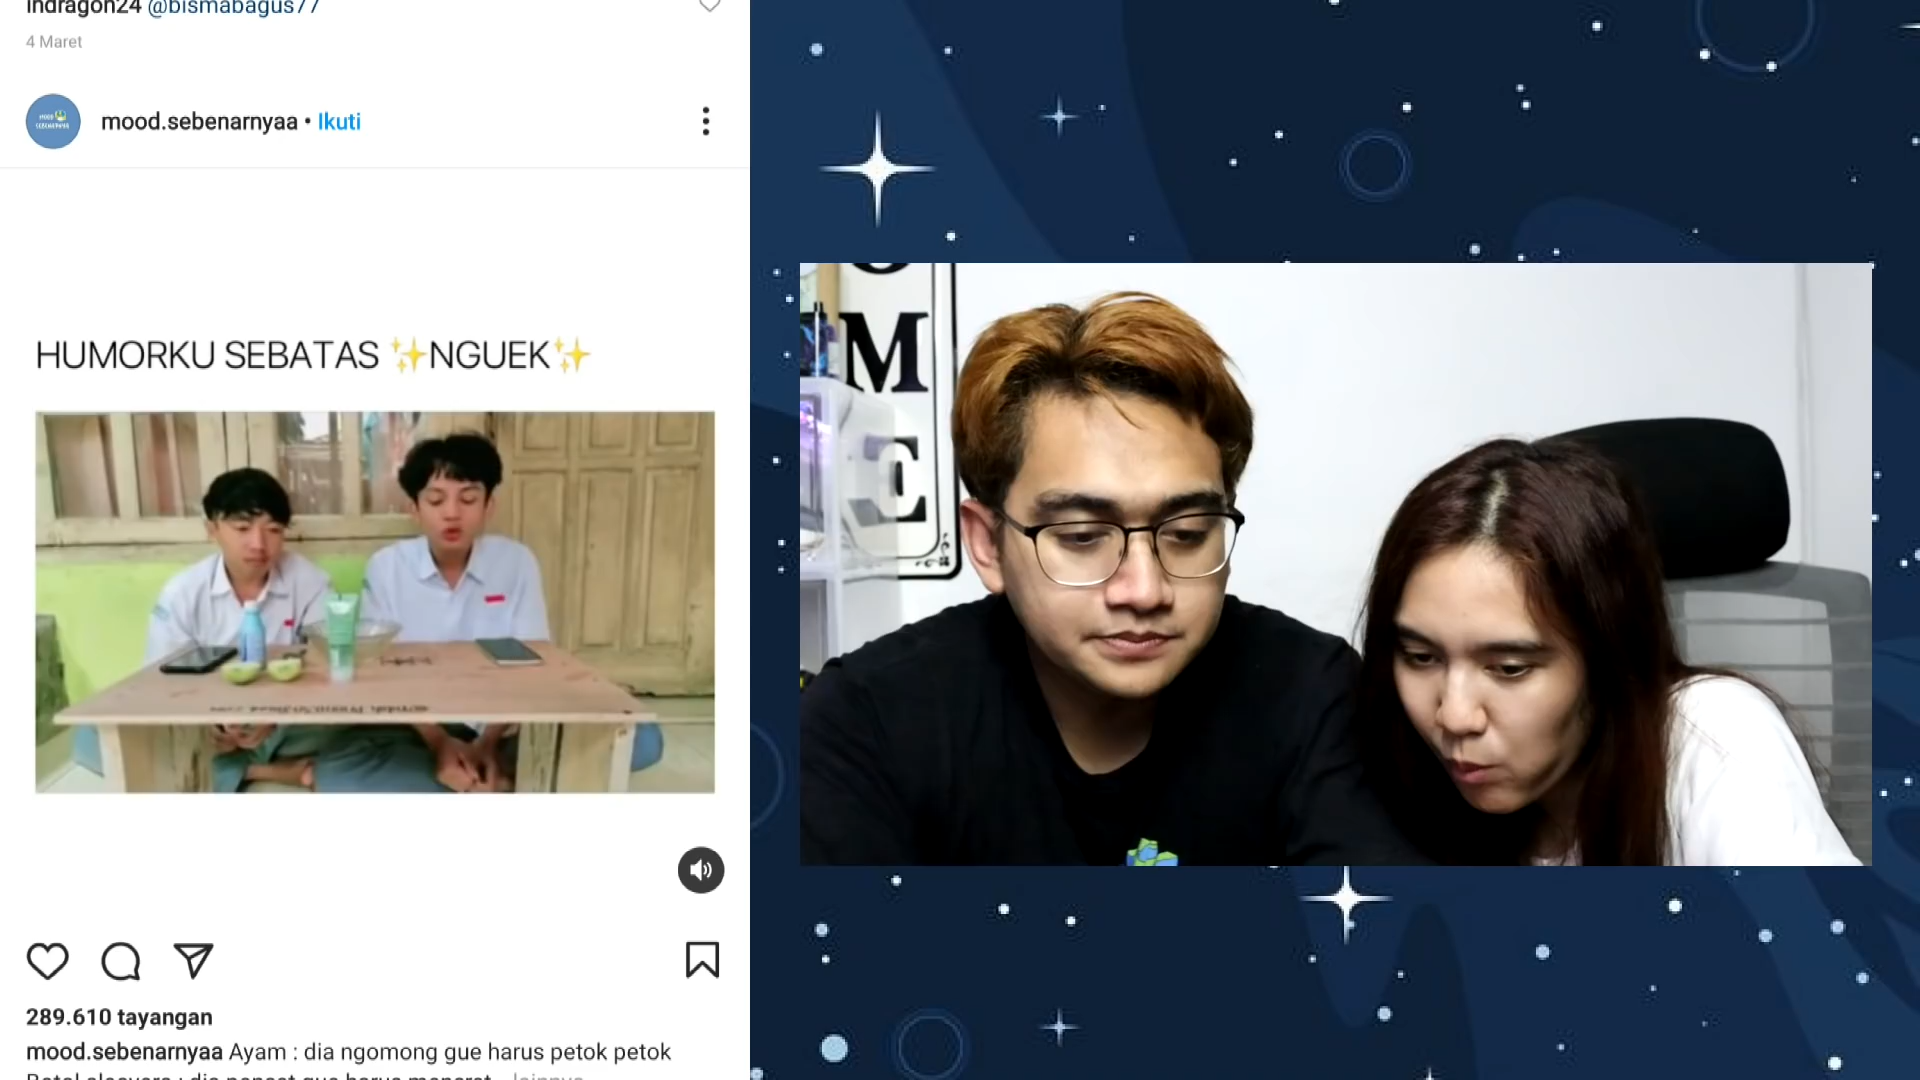 indragon24 @bismabagus77
4 Maret
mood.sebenarnyaa • Ikuti
HUMORKU SEBATAS ✨NGUEK✨
M
E
289.610 tayangan
mood.sebenarnyaa Ayam : dia ngomong gue harus petok petok